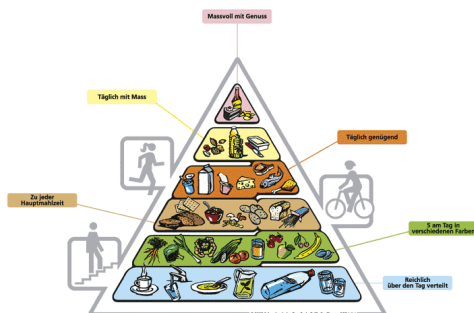 Massvoll mit Genuss
Täglich mit Mass
Täglich genügend
Zu jeder
Hauptmahlzeit
5 am Tag in
verschiedenen Farben
Reichlich
über den Tag verteilt